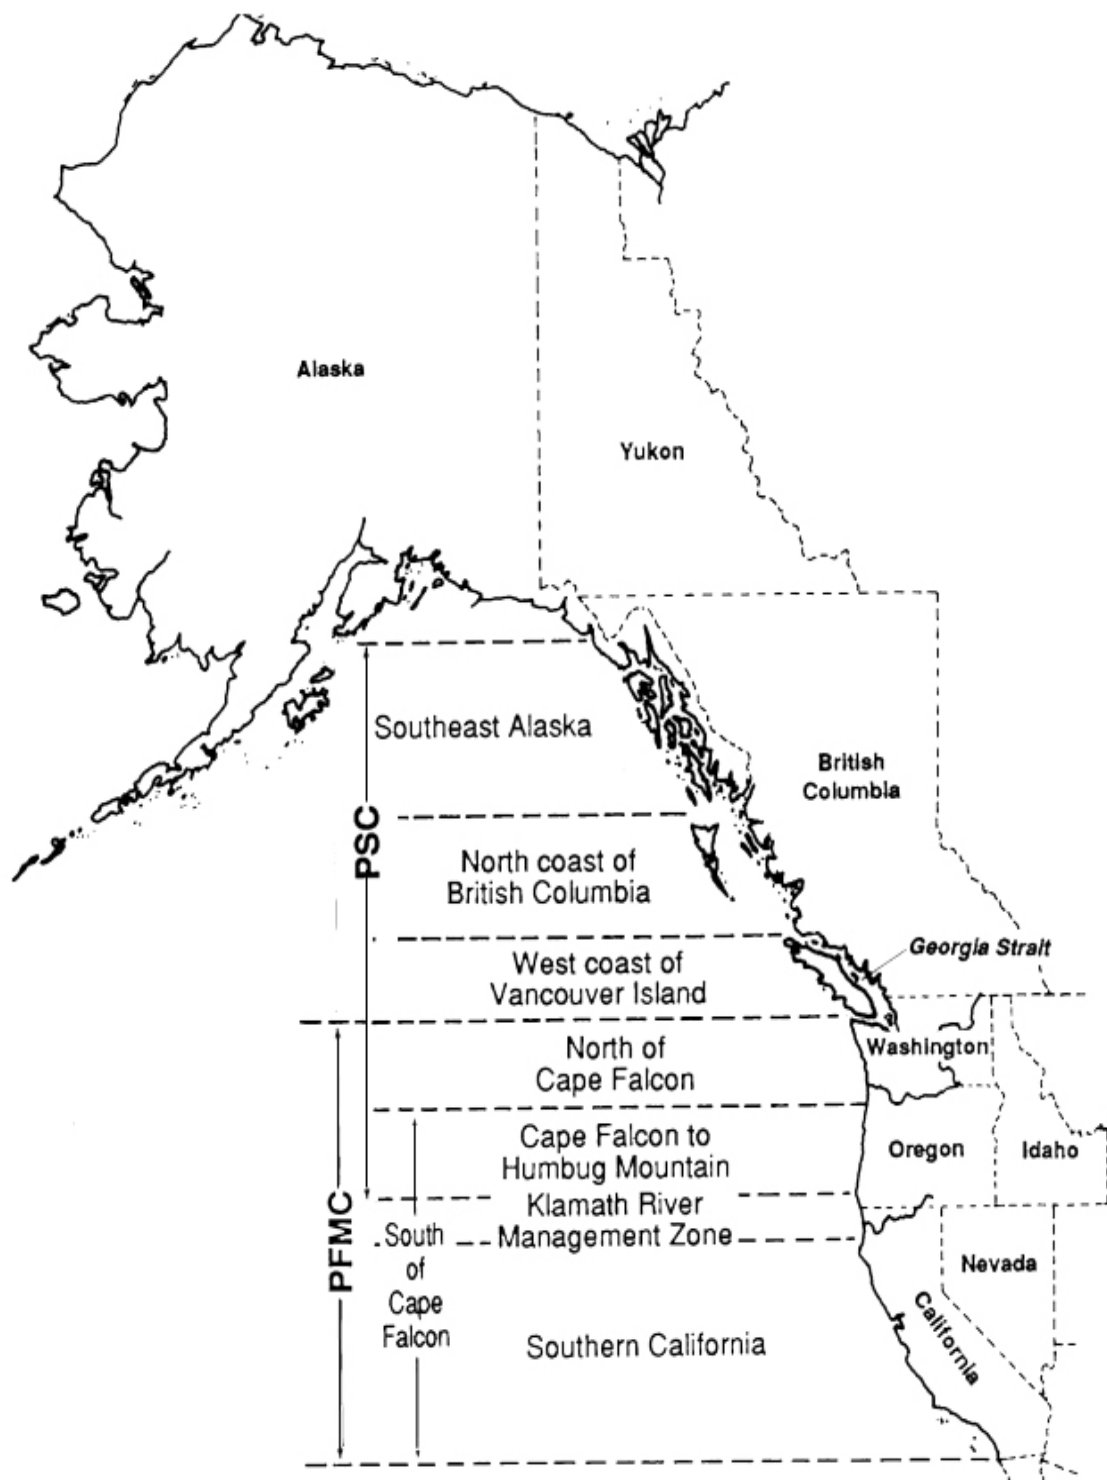 Alaska
Yukon
Southeast Alaska
British
Columbia
PSC
North coast of
British Columbia
Georgia Strait
West coast of
Vancouver Island
Washington
North of
Cape Falcon
Cape Falcon to
Humbug Mountain
Oregon
Idaho
Klamath River
Management Zone
PFMC
South
of
Cape
Falcon
Nevada
California
Southern California